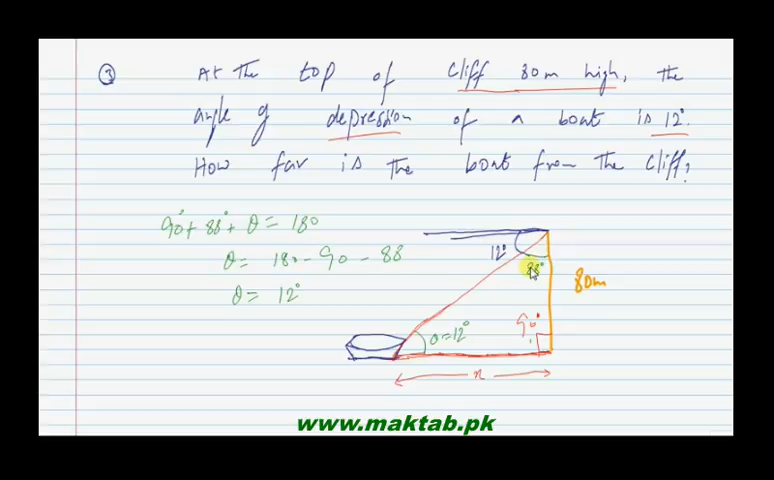 ③ At the top of cliff 80m high, the
angle of depression of a boat is 12°.
How far is the boat from the cliff?
90° + 88° + θ = 180
θ = 180 - 90 - 88
θ = 12°
12°
88°
80m
90°
θ=12°
x
www.maktab.pk